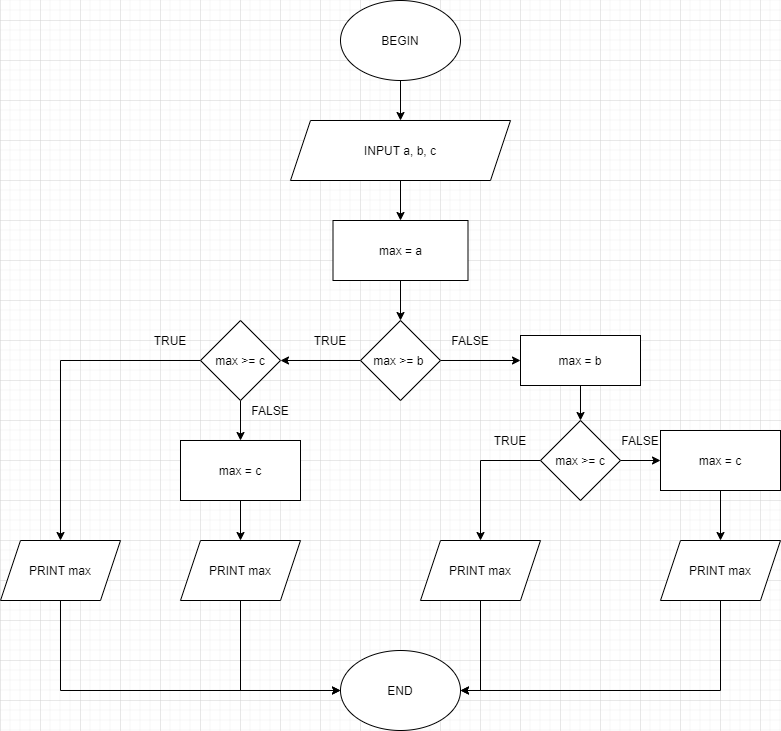 BEGIN
INPUT a, b, c
max = a
TRUE
TRUE
FALSE
max >= c
max >= b
max = b
FALSE
TRUE
FALSE
max = c
max >= c
max = c
PRINT max
PRINT max
PRINT max
PRINT max
END